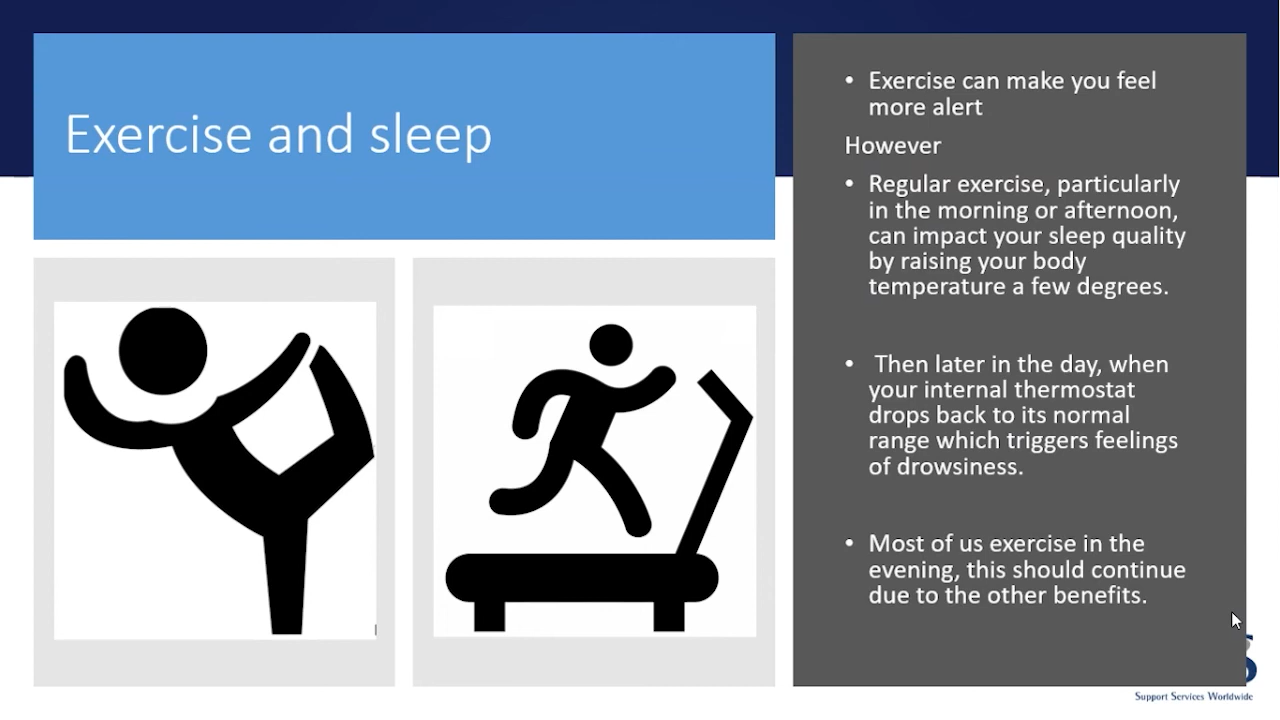 Exercise and sleep
• Exercise can make you feel
more alert
However
• Regular exercise, particularly
in the morning or afternoon,
can impact your sleep quality
by raising your body
temperature a few degrees.
• Then later in the day, when
your internal thermostat
drops back to its normal
range which triggers feelings
of drowsiness.
• Most of us exercise in the
evening, this should continue
due to the other benefits.
Support Services Worldwide